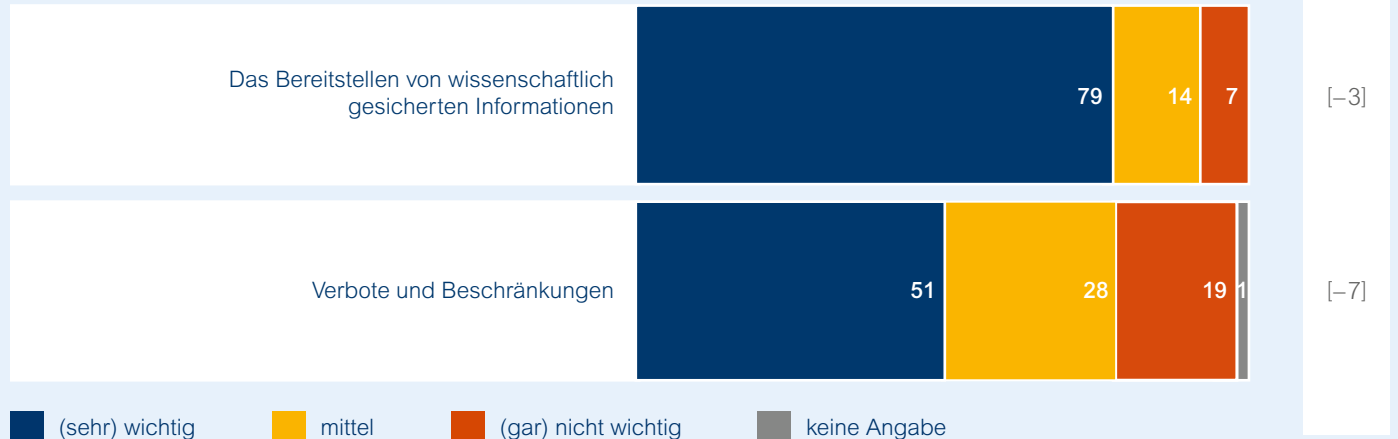 Das Bereitstellen von wissenschaftlich
gesicherten Informationen
79 14 7 [–3]
Verbote und Beschränkungen
51 28 19 1 [–7]
(sehr) wichtig mittel (gar) nicht wichtig keine Angabe